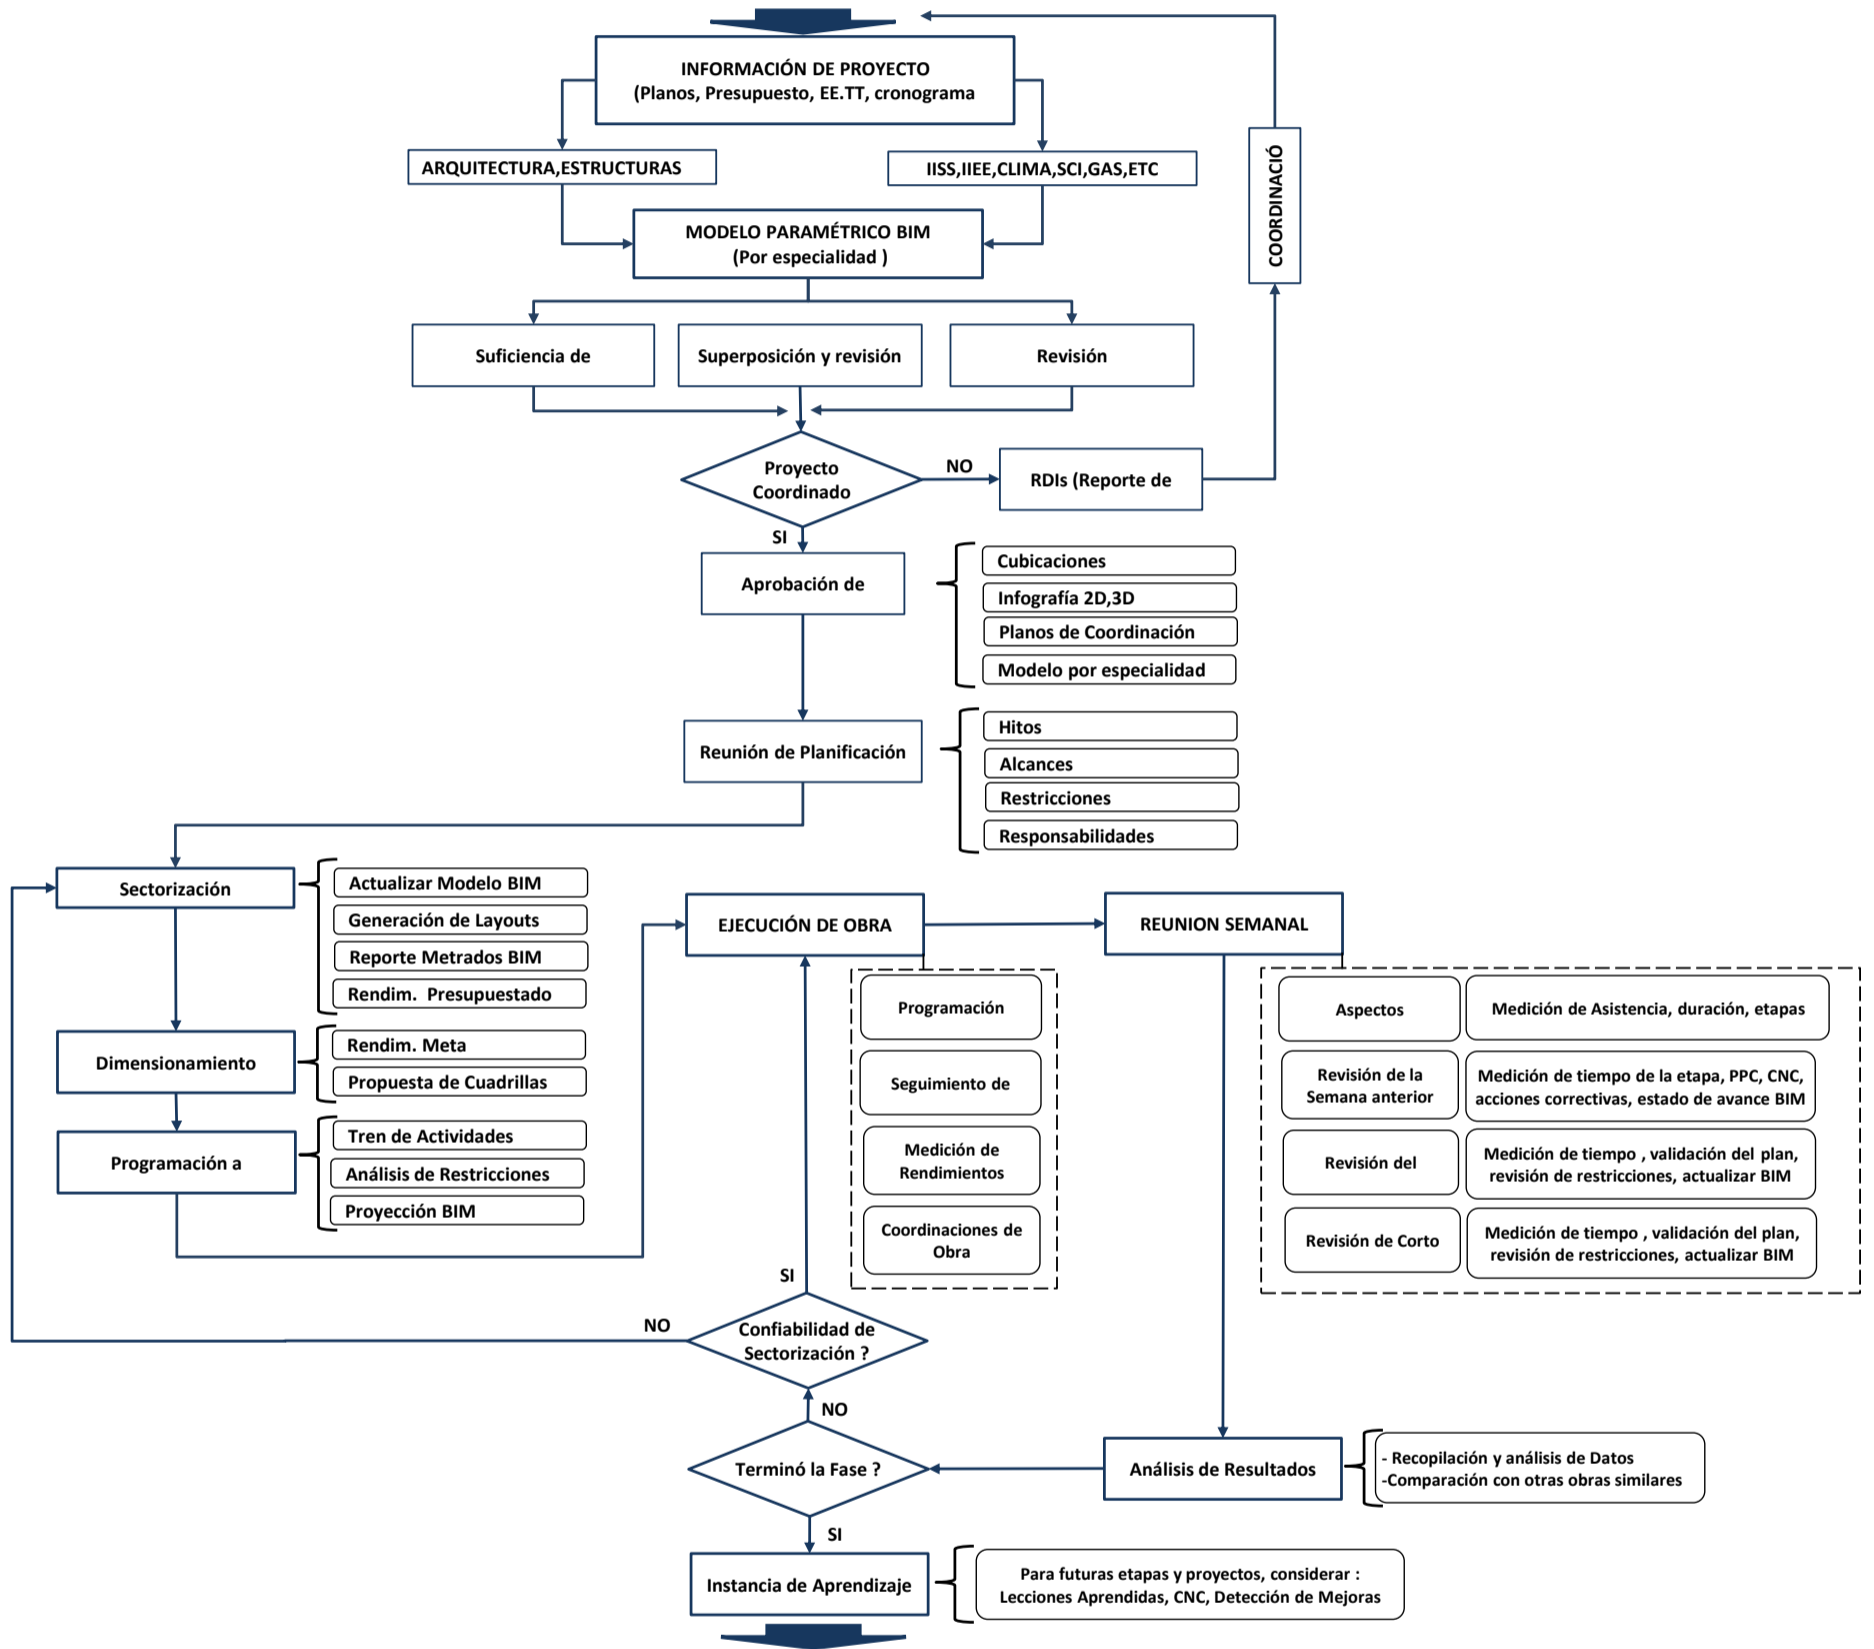 INFORMACIÓN DE PROYECTO
(Planos, Presupuesto, EE.TT, cronograma
ARQUITECTURA,ESTRUCTURAS
IISS,IIEE,CLIMA,SCI,GAS,ETC
COORDINACIÓ
MODELO PARAMÉTRICO BIM
(Por especialidad )
Suficiencia de
Superposición y revisión
Revisión
Proyecto
Coordinado
NO
RDIs (Reporte de
SI
Aprobación de
Cubicaciones
Infografía 2D,3D
Planos de Coordinación
Modelo por especialidad
Reunión de Planificación
Hitos
Alcances
Restricciones
Responsabilidades
Sectorización
Actualizar Modelo BIM
Generación de Layouts
Reporte Metrados BIM
Rendim. Presupuestado
Dimensionamiento
Rendim. Meta
Propuesta de Cuadrillas
Programación a
Tren de Actividades
Análisis de Restricciones
Proyección BIM
EJECUCIÓN DE OBRA
Programación
Seguimiento de
Medición de
Rendimientos
Coordinaciones de
Obra
REUNION SEMANAL
Aspectos
Medición de Asistencia, duración, etapas
Revisión de la
Semana anterior
Medición de tiempo de la etapa, PPC, CNC,
acciones correctivas, estado de avance BIM
Revisión del
Medición de tiempo , validación del plan,
revisión de restricciones, actualizar BIM
Revisión de Corto
Medición de tiempo , validación del plan,
revisión de restricciones, actualizar BIM
SI
NO
Confiabilidad de
Sectorización ?
NO
Terminó la Fase ?
Análisis de Resultados
- Recopilación y análisis de Datos
-Comparación con otras obras similares
SI
Instancia de Aprendizaje
Para futuras etapas y proyectos, considerar :
Lecciones Aprendidas, CNC, Detección de Mejoras